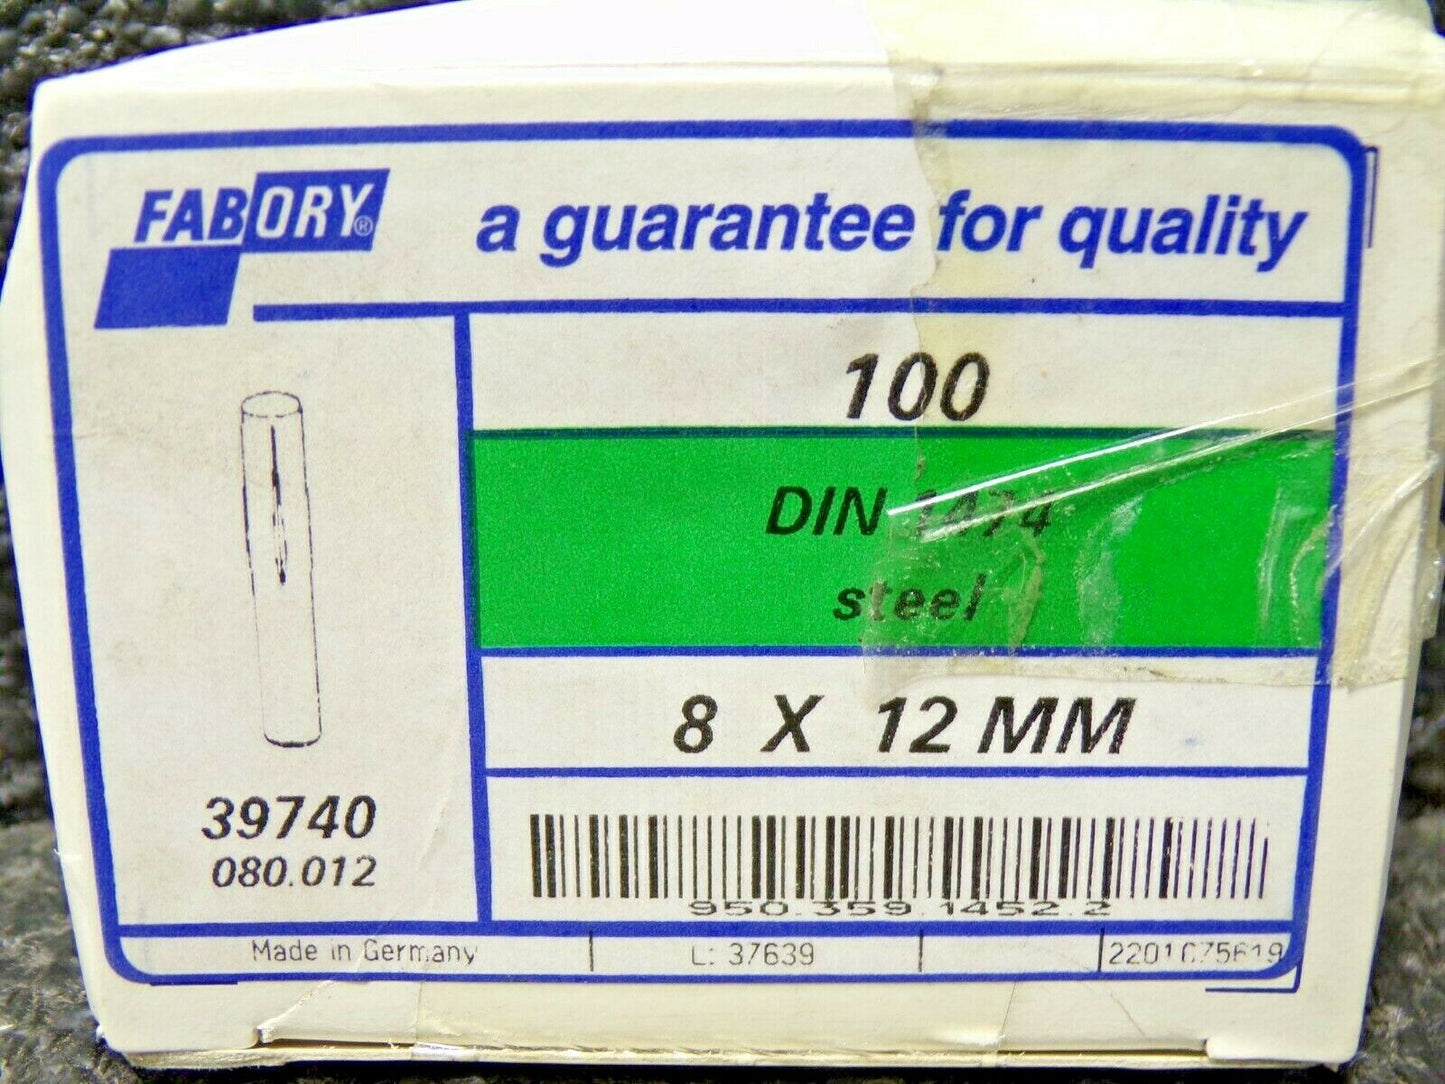 FABORY®
a guarantee for quality
100
DIN 1474
steel
8 X 12 MM
39740
080.012
950.359.1452.2
Made in Germany
L: 37639
2201075619